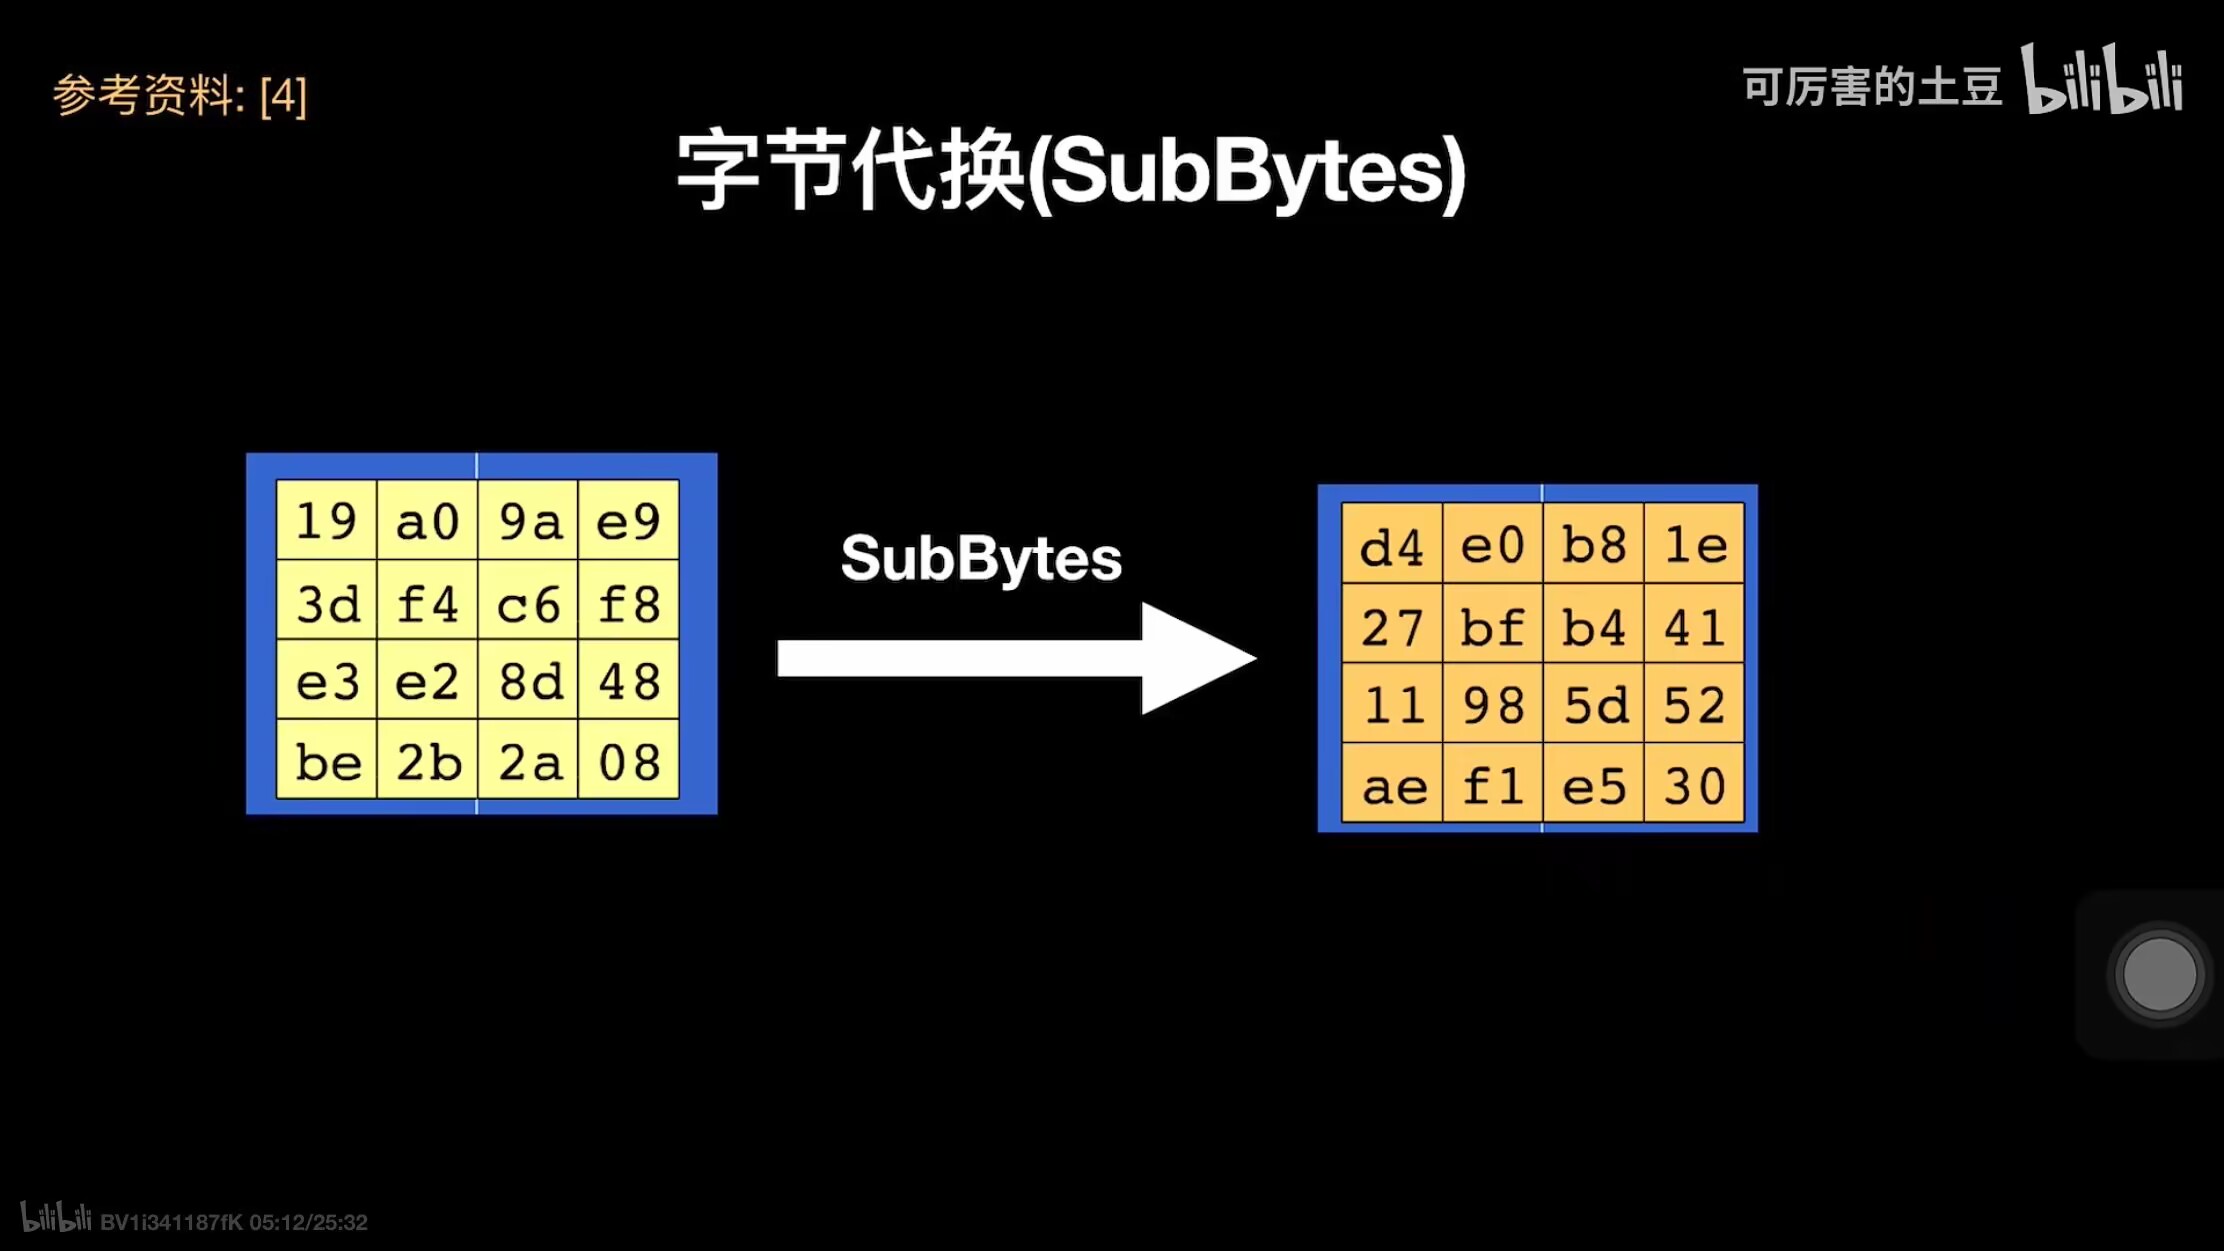 参考资料: [4]
可厉害的土豆 bilibili
字节代换(SubBytes)
19 a0 9a e9
3d f4 c6 f8
e3 e2 8d 48
be 2b 2a 08
SubBytes
d4 e0 b8 1e
27 bf b4 41
11 98 5d 52
ae f1 e5 30
bilibili BV1i341187fK 05:12/25:32